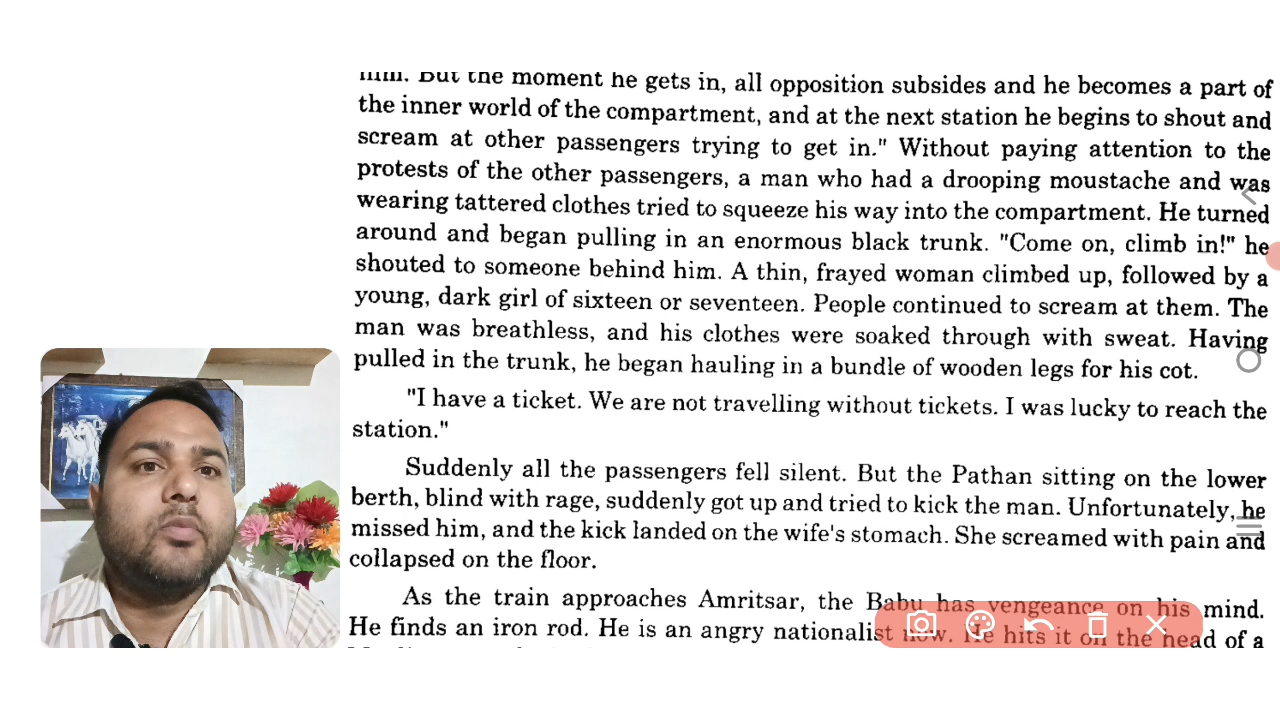 him. But the moment he gets in, all opposition subsides and he becomes a part of
the inner world of the compartment, and at the next station he begins to shout and
scream at other passengers trying to get in." Without paying attention to the
protests of the other passengers, a man who had a drooping moustache and was
wearing tattered clothes tried to squeeze his way into the compartment. He turned
around and began pulling in an enormous black trunk. "Come on, climb in!" he
shouted to someone behind him. A thin, frayed woman climbed up, followed by a
young, dark girl of sixteen or seventeen. People continued to scream at them. The
man was breathless, and his clothes were soaked through with sweat. Having
pulled in the trunk, he began hauling in a bundle of wooden legs for his cot.
"I have a ticket. We are not travelling without tickets. I was lucky to reach the
station."
Suddenly all the passengers fell silent. But the Pathan sitting on the lower
berth, blind with rage, suddenly got up and tried to kick the man. Unfortunately, he
missed him, and the kick landed on the wife's stomach. She screamed with pain and
collapsed on the floor.
As the train approaches Amritsar, the Babu has vengeance on his mind.
He finds an iron rod. He is an angry nationalist now. He hits it on the head of a